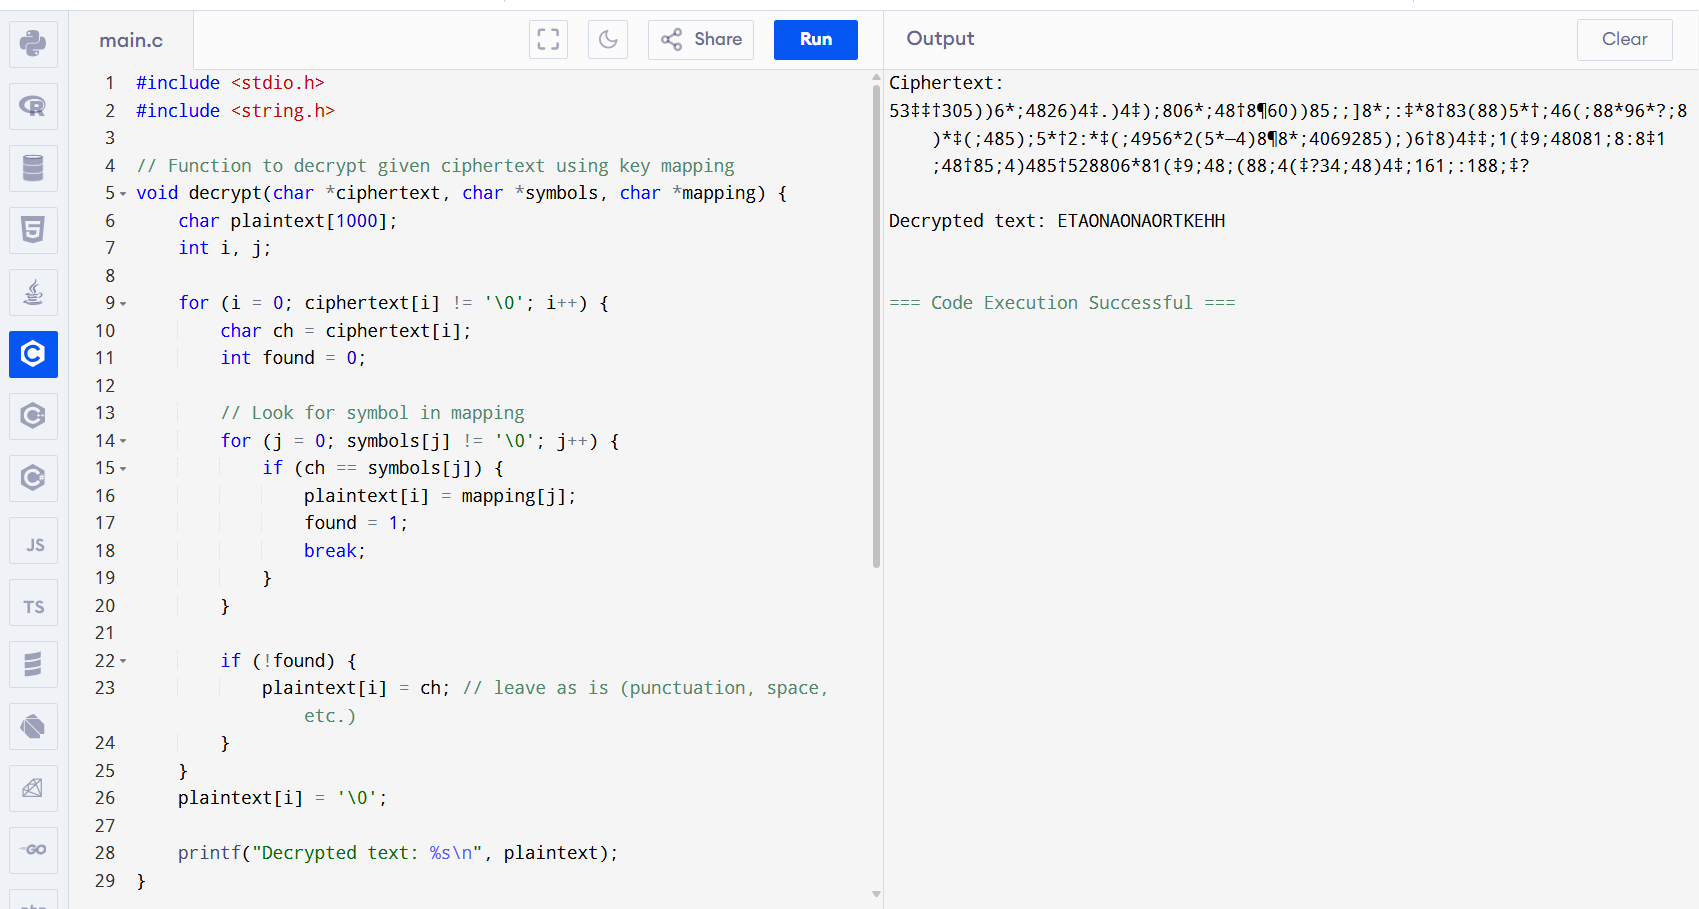 main.c
Share
Run
Output
Clear
1 #include <stdio.h>
2 #include <string.h>
3
4 // Function to decrypt given ciphertext using key mapping
5 void decrypt(char *ciphertext, char *symbols, char *mapping) {
6 char plaintext[1000];
7 int i, j;
8
9 for (i = 0; ciphertext[i] != '\0'; i++) {
10 char ch = ciphertext[i];
11 int found = 0;
12
13 // Look for symbol in mapping
14 for (j = 0; symbols[j] != '\0'; j++) {
15 if (ch == symbols[j]) {
16 plaintext[i] = mapping[j];
17 found = 1;
18 break;
19 }
20 }
21
22 if (!found) {
23 plaintext[i] = ch; // leave as is (punctuation, space,
etc.)
24 }
25 }
26 plaintext[i] = '\0';
27
28 printf("Decrypted text: %s\n", plaintext);
29 }
Ciphertext:
53‡‡†305))6*;4826)4‡.)4‡);806*;48†8¶60))85;;]8*;:‡*8†83(88)5*†;46(;88*96*?;8
)*‡(;485);5*†2:*‡(;4956*2(5*—4)8¶8*;4069285);)6†8)4‡‡;1(‡9;48081;8:8‡1
;48†85;4)485†528806*81(‡9;48;(88;4(‡?34;48)4‡;161;:188;‡?
Decrypted text: ETAONAONAORTKEHH
=== Code Execution Successful ===
JS
TS
GO